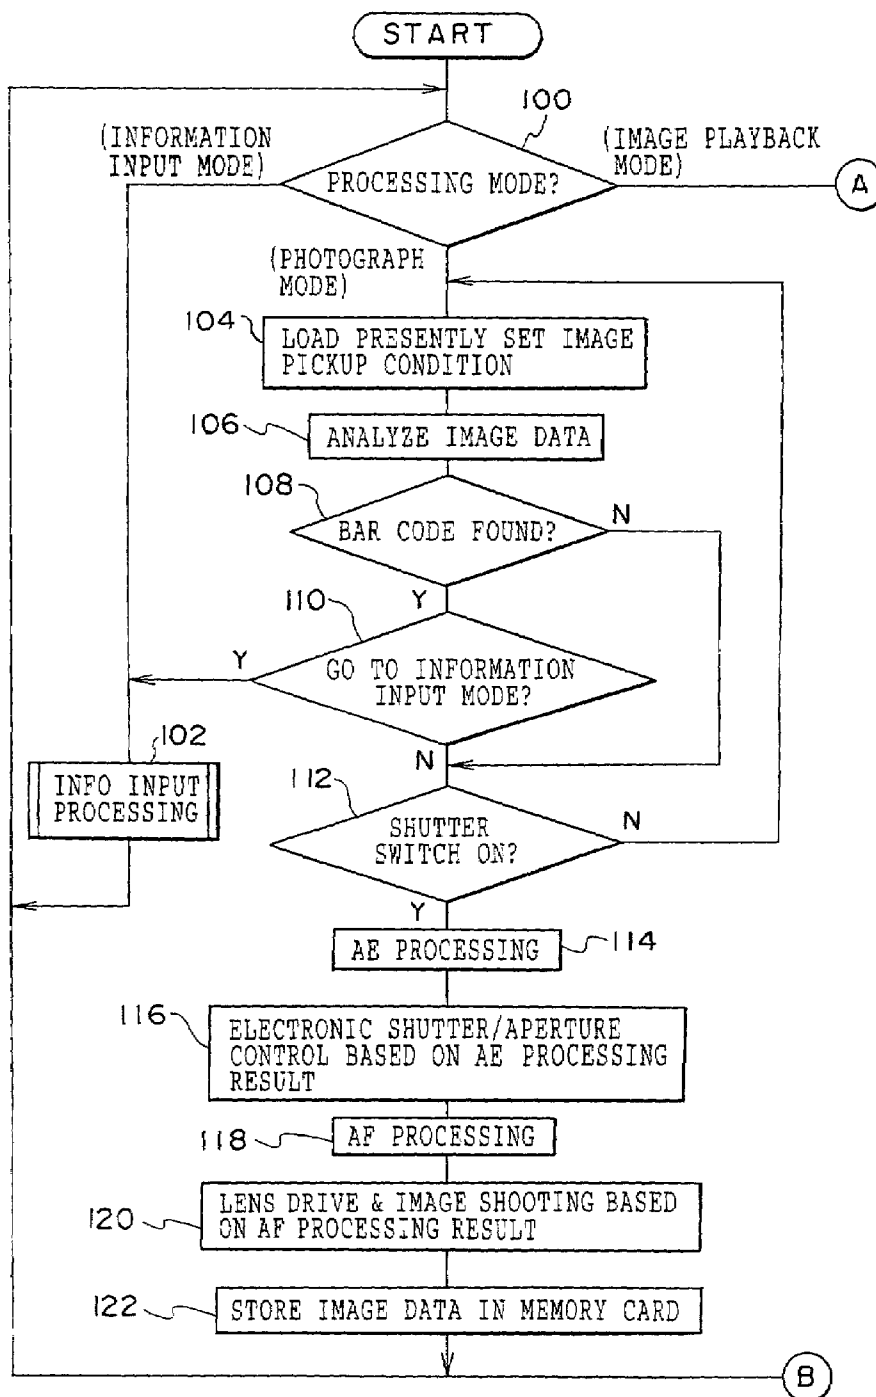 START
100
(INFORMATION
INPUT MODE)
(IMAGE PLAYBACK
MODE)
PROCESSING MODE?
A
(PHOTOGRAPH
MODE)
104
LOAD PRESENTLY SET IMAGE
PICKUP CONDITION
106
ANALYZE IMAGE DATA
108
BAR CODE FOUND?
N
Y
110
Y
GO TO INFORMATION
INPUT MODE?
N
102
INFO INPUT
PROCESSING
112
SHUTTER
SWITCH ON?
N
Y
AE PROCESSING
114
116
ELECTRONIC SHUTTER/APERTURE
CONTROL BASED ON AE PROCESSING
RESULT
118
AF PROCESSING
120
LENS DRIVE & IMAGE SHOOTING BASED
ON AF PROCESSING RESULT
122
STORE IMAGE DATA IN MEMORY CARD
B